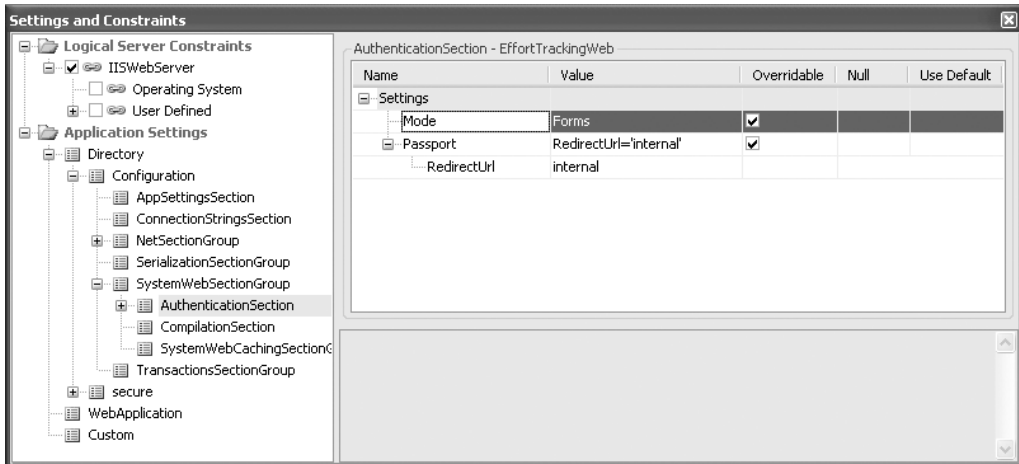 Settings and Constraints
Logical Server Constraints
IISWebServer
Operating System
User Defined
Application Settings
Directory
Configuration
AppSettingsSection
ConnectionStringsSection
NetSectionGroup
SerializationSectionGroup
SystemWebSectionGroup
AuthenticationSection
CompilationSection
SystemWebCachingSectionG
TransactionsSectionGroup
secure
WebApplication
Custom
AuthenticationSection - EffortTrackingWeb
Name Value Overridable Null Use Default
Settings
Mode Forms
Passport RedirectUrl='internal'
RedirectUrl internal